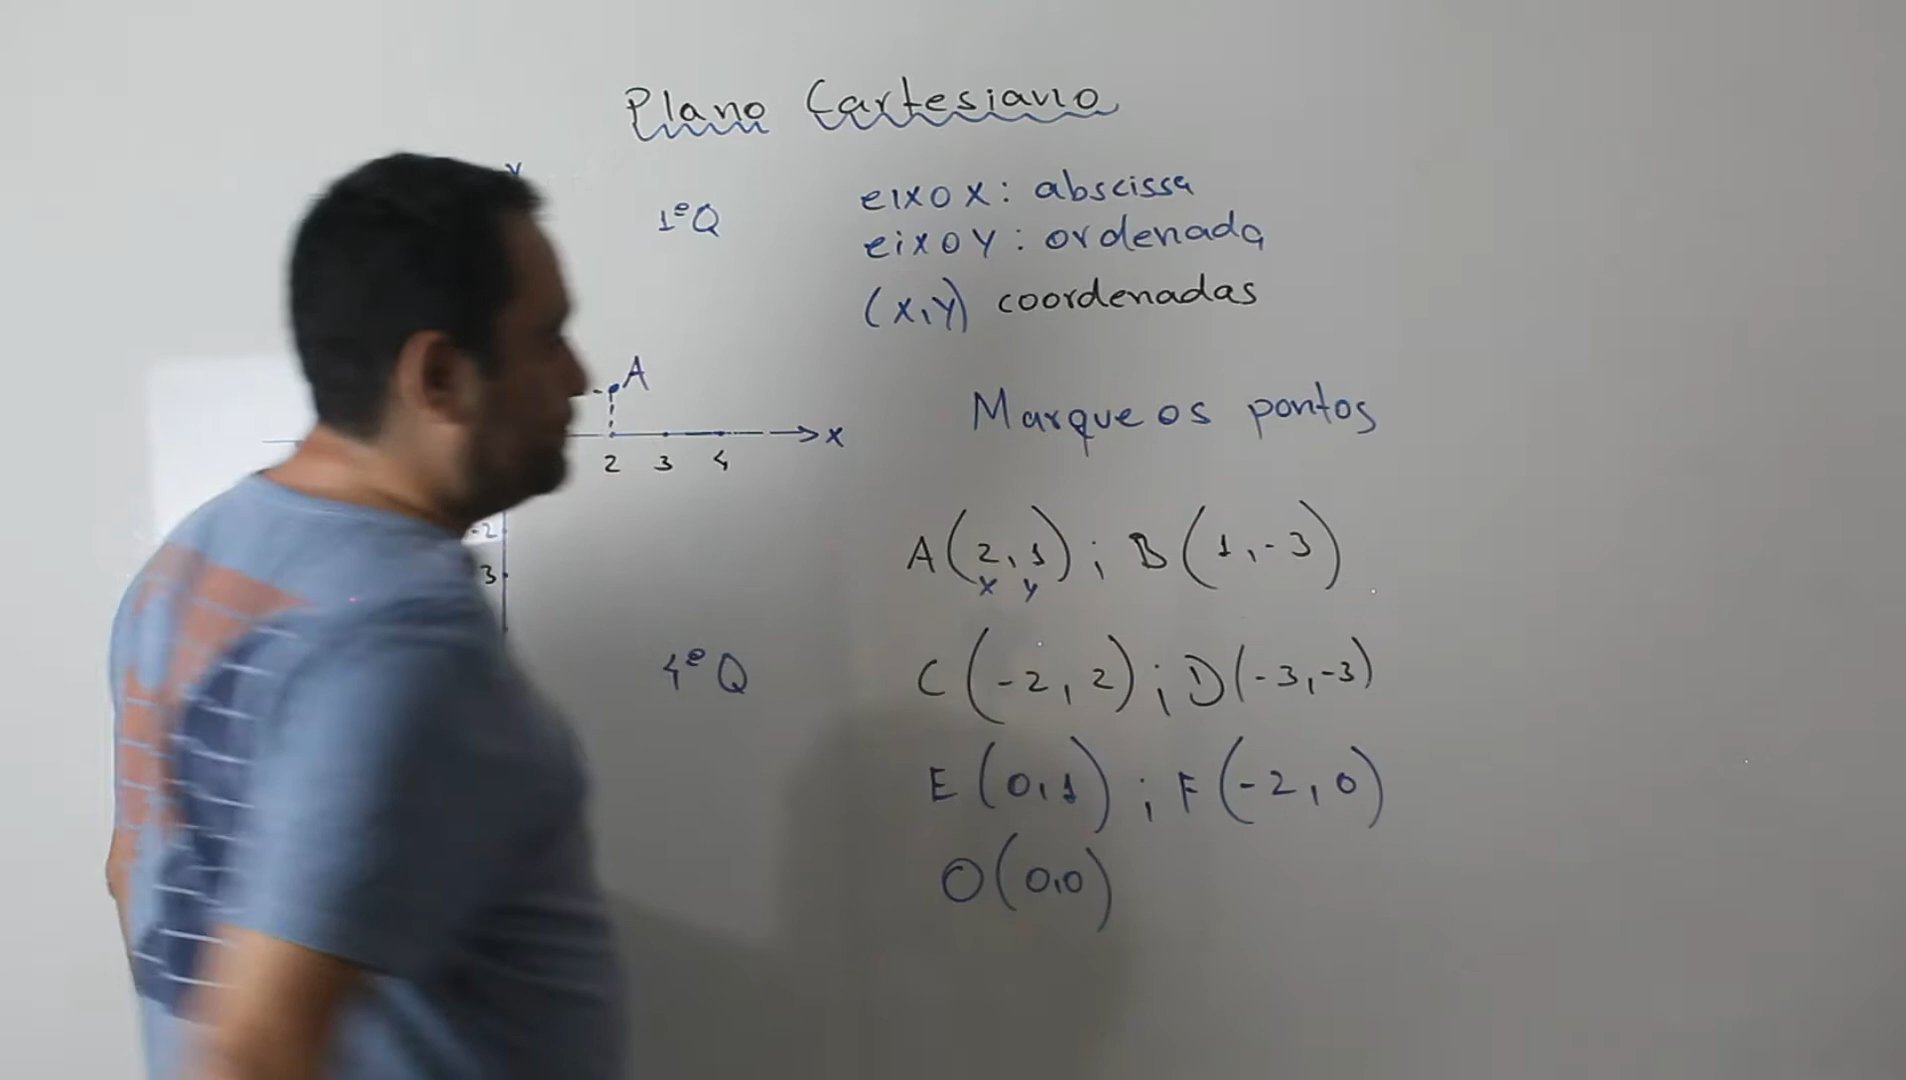 Plano Cartesiano
y
1ºQ
eixo x: abscissa
eixo y: ordenada
(x,y) coordenadas
A
x
2 3 4
Marque os pontos
-2
3
A(2,1); B(1,-3)
x y
4ºQ
C(-2,2); D(-3,-3)
E(0,1); F(-2,0)
O(0,0)